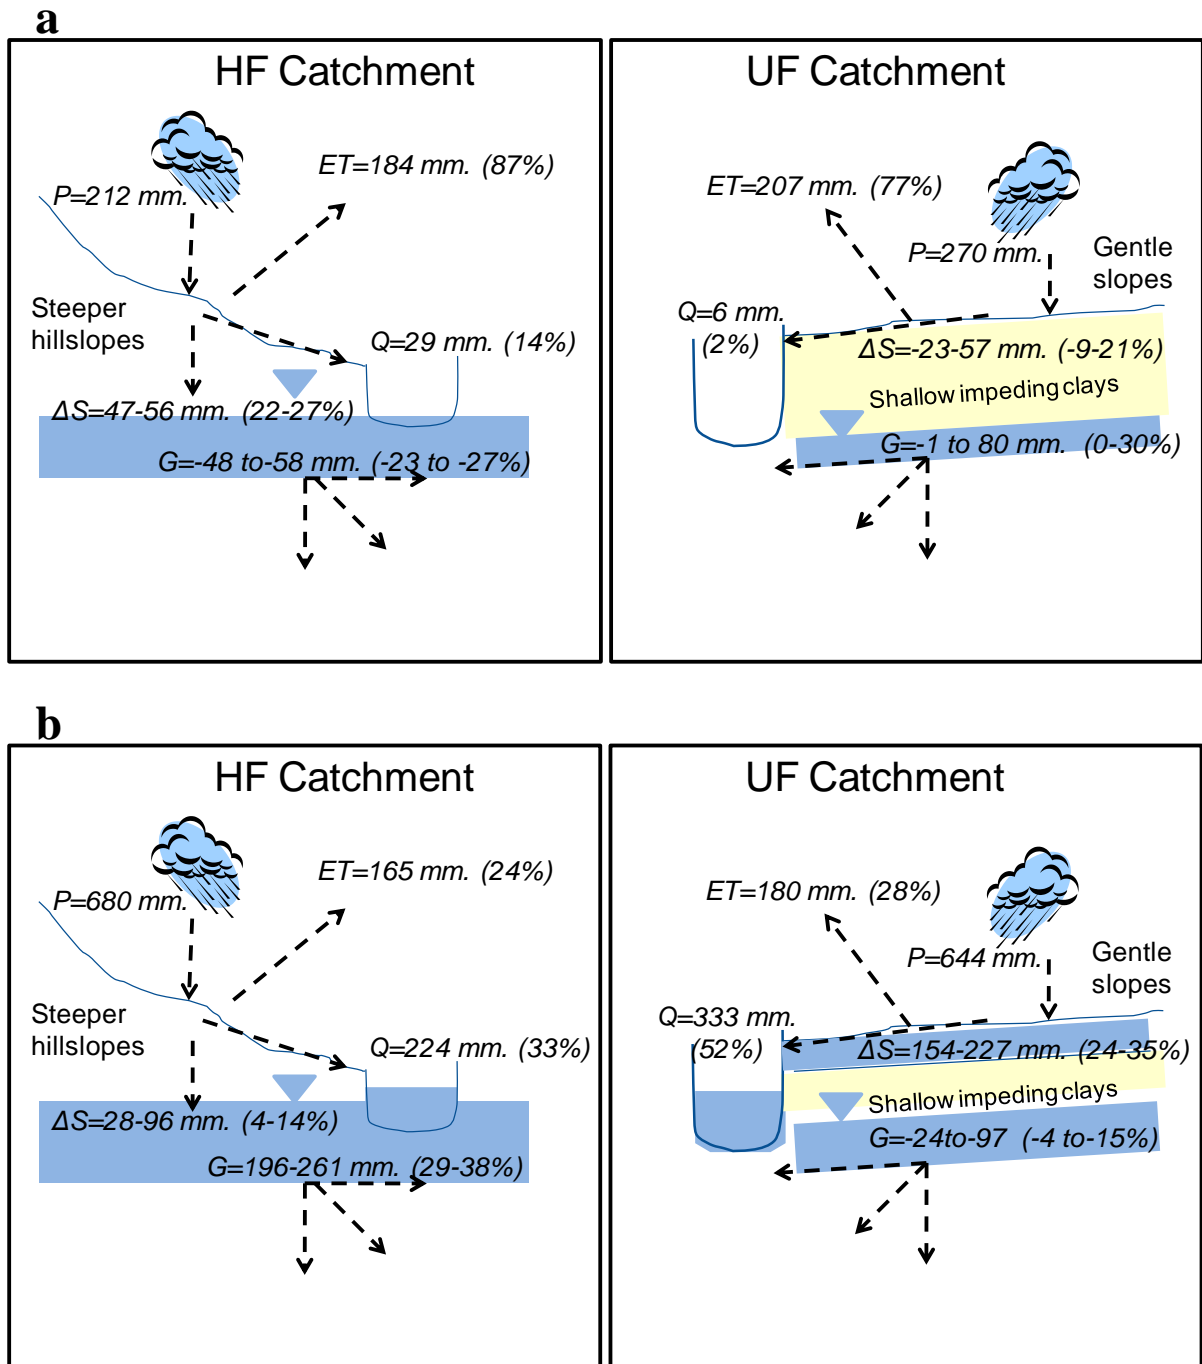 a
HF Catchment
ET=184 mm. (87%)
P=212 mm.
Steeper
hillslopes
Q=29 mm. (14%)
ΔS=47-56 mm. (22-27%)
G=-48 to-58 mm. (-23 to -27%)
UF Catchment
ET=207 mm. (77%)
P=270 mm.
Gentle
slopes
Q=6 mm.
(2%)
ΔS=-23-57 mm. (-9-21%)
Shallow impeding clays
G=-1 to 80 mm. (0-30%)
b
HF Catchment
ET=165 mm. (24%)
P=680 mm.
Steeper
hillslopes
Q=224 mm. (33%)
ΔS=28-96 mm. (4-14%)
G=196-261 mm. (29-38%)
UF Catchment
ET=180 mm. (28%)
P=644 mm.
Gentle
slopes
Q=333 mm.
(52%)
ΔS=154-227 mm. (24-35%)
Shallow impeding clays
G=-24to-97 (-4 to-15%)